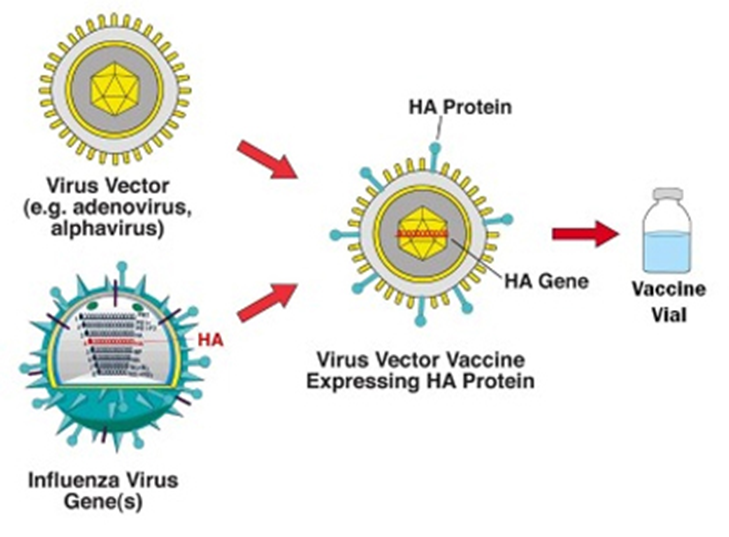 HA Protein
Virus Vector
(e.g. adenovirus,
alphavirus)
HA Gene
Vaccine
Vial
HA
Virus Vector Vaccine
Expressing HA Protein
Influenza Virus
Gene(s)